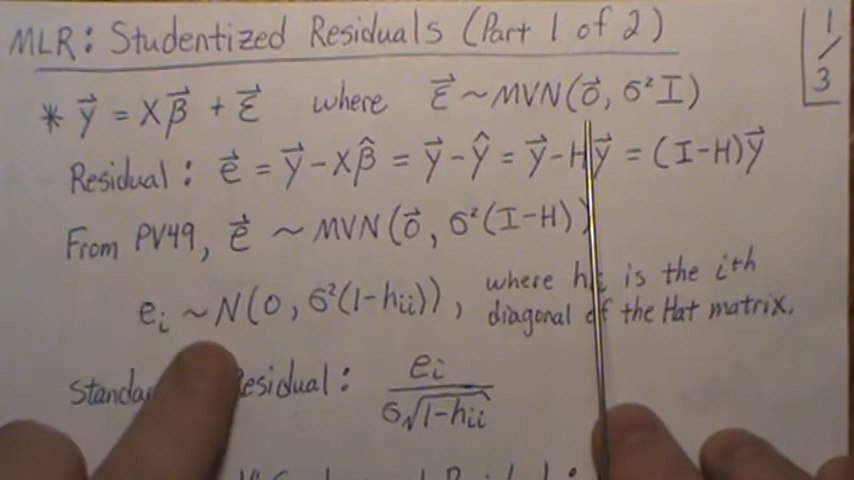 MLR: Studentized Residuals (Part 1 of 2)
1/3
* y⃗ = Xβ⃗ + ε⃗ where ε⃗ ~ MVN(0⃗, σ²I)
Residual: e⃗ = y⃗ - Xβ̂ = y⃗ - ŷ = y⃗ - Hy⃗ = (I-H)y⃗
From PV49, e⃗ ~ MVN(0⃗, σ²(I-H))
eᵢ ~ N(0, σ²(1-hᵢᵢ)), where hᵢᵢ is the ith
diagonal of the Hat matrix.
Residual: eᵢ / σ√(1-hᵢᵢ)